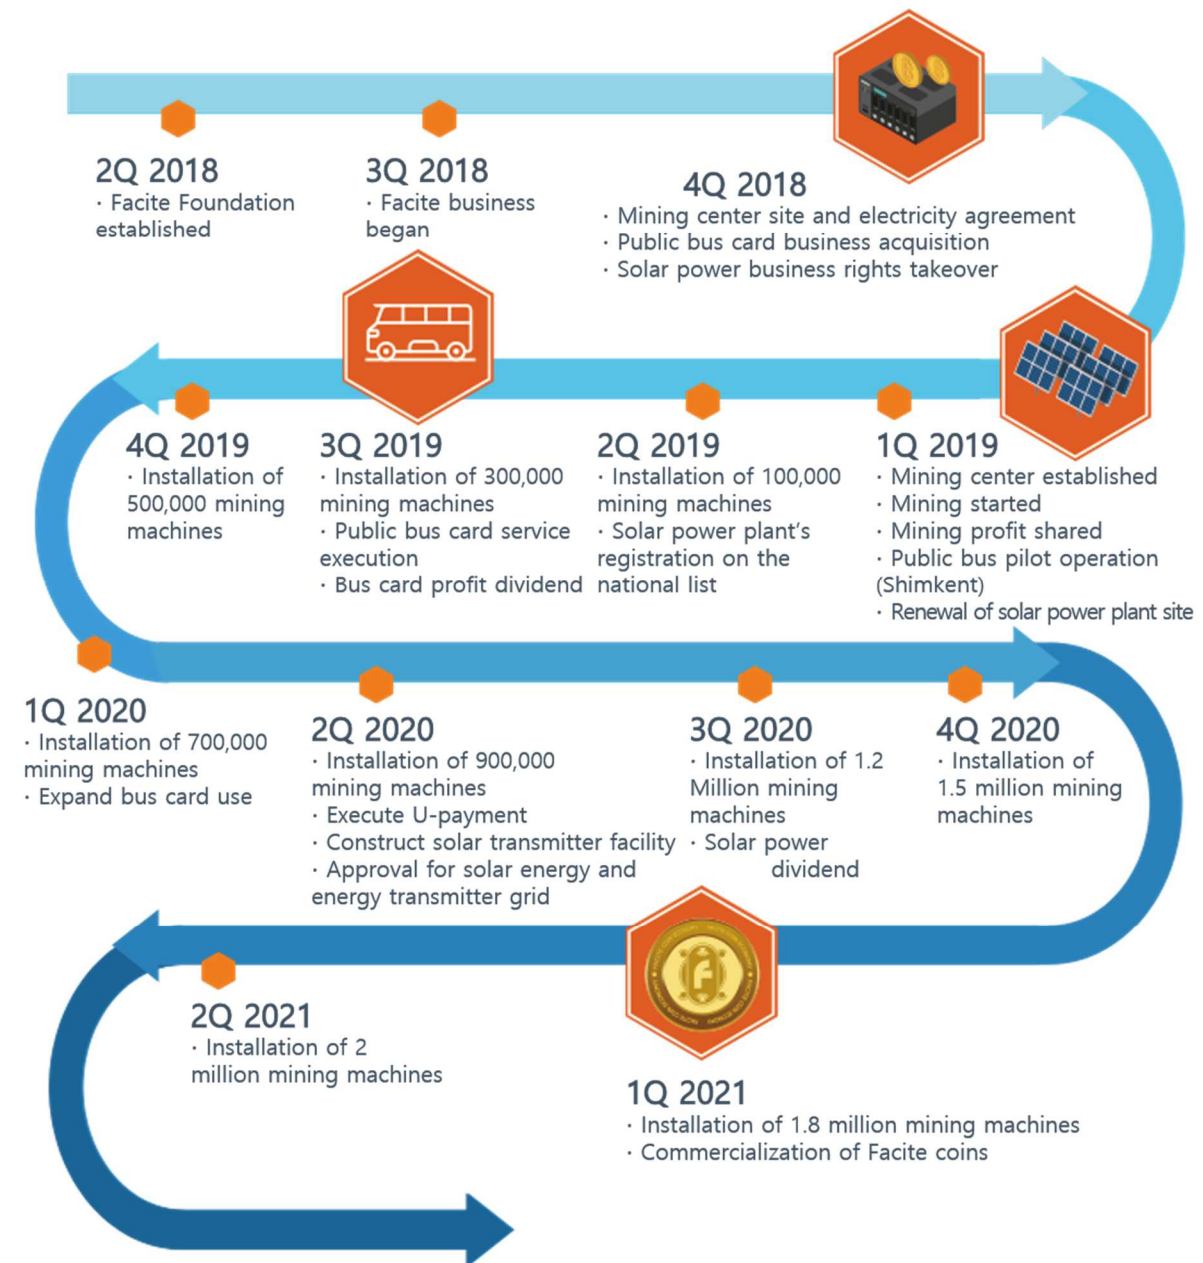 2Q 2018
· Facite Foundation
established
3Q 2018
· Facite business
began
4Q 2018
· Mining center site and electricity agreement
· Public bus card business acquisition
· Solar power business rights takeover
1Q 2019
· Mining center established
· Mining started
· Mining profit shared
· Public bus pilot operation
(Shimkent)
· Renewal of solar power plant site
2Q 2019
· Installation of 100,000
mining machines
· Solar power plant’s
registration on the
national list
3Q 2019
· Installation of 300,000
mining machines
· Public bus card service
execution
· Bus card profit dividend
4Q 2019
· Installation of
500,000 mining
machines
1Q 2020
· Installation of 700,000
mining machines
· Expand bus card use
2Q 2020
· Installation of 900,000
mining machines
· Execute U-payment
· Construct solar transmitter facility
· Approval for solar energy and
energy transmitter grid
3Q 2020
· Installation of 1.2
Million mining
machines
· Solar power
dividend
4Q 2020
· Installation of
1.5 million mining
machines
1Q 2021
· Installation of 1.8 million mining machines
· Commercialization of Facite coins
2Q 2021
· Installation of 2
million mining machines